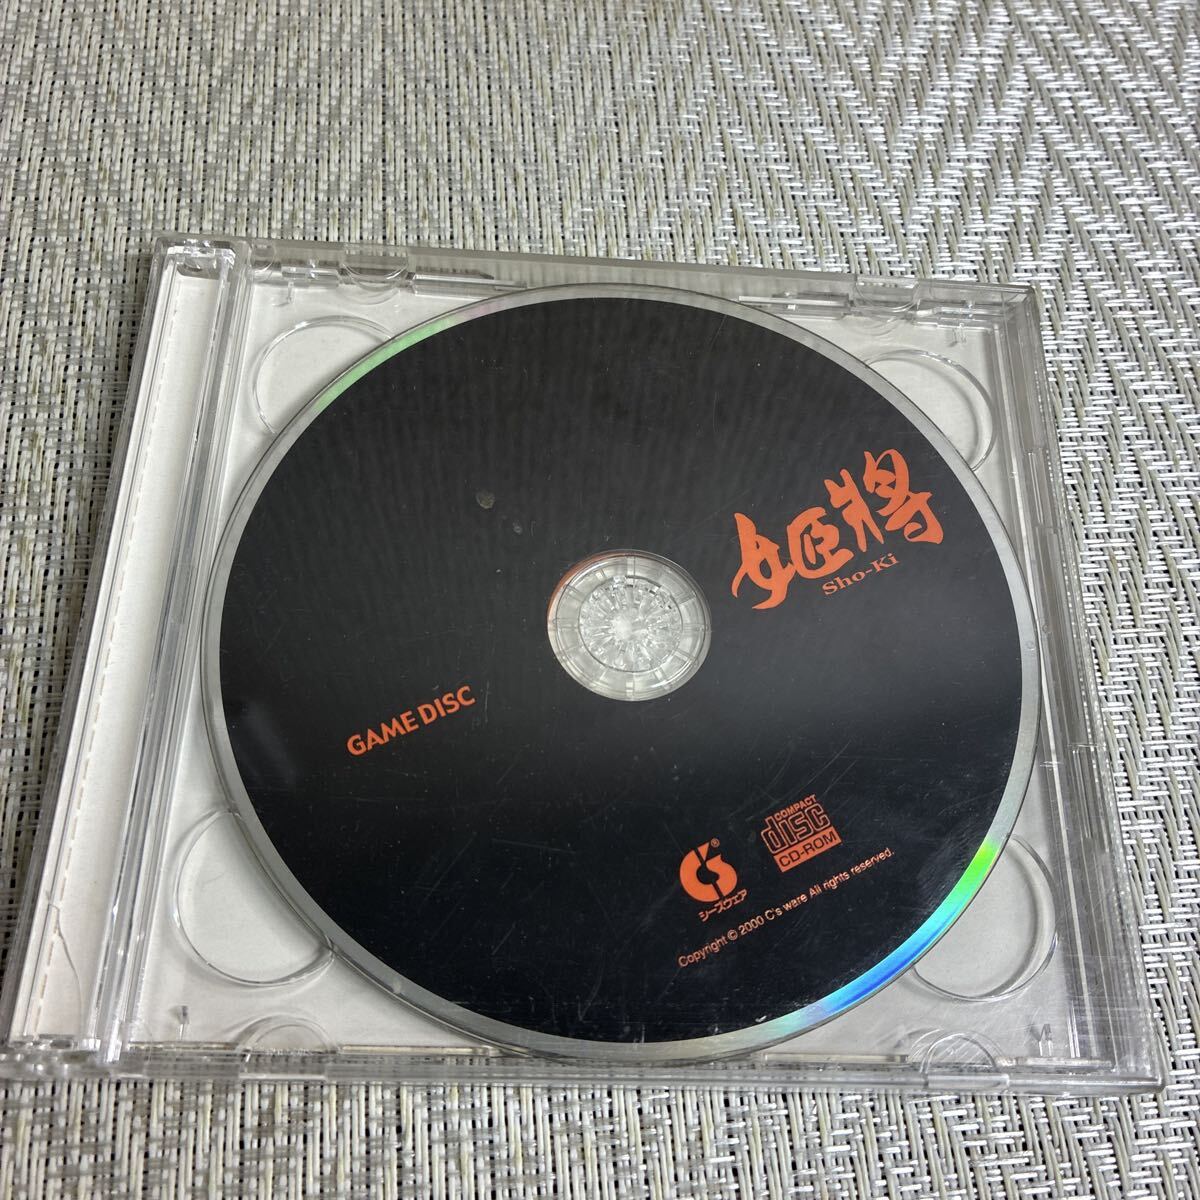 姫将
Sho-Ki
GAME DISC
C's®
シーズウェア
COMPACT
disc
CD-ROM
Copyright © 2000 C's ware All rights reserved.